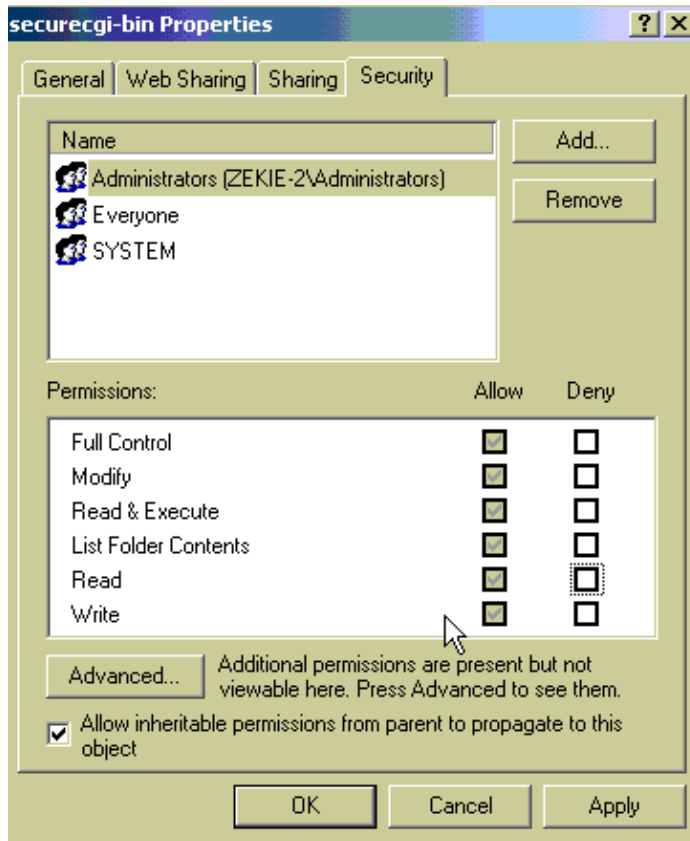 securecgi-bin Properties ? X
General Web Sharing Sharing Security
Name
Add...
Administrators (ZEKIE-2\Administrators)
Remove
Everyone
SYSTEM
Permissions: Allow Deny
Full Control
Modify
Read & Execute
List Folder Contents
Read
Write
Advanced...
Additional permissions are present but not
viewable here. Press Advanced to see them.
Allow inheritable permissions from parent to propagate to this
object
OK Cancel Apply